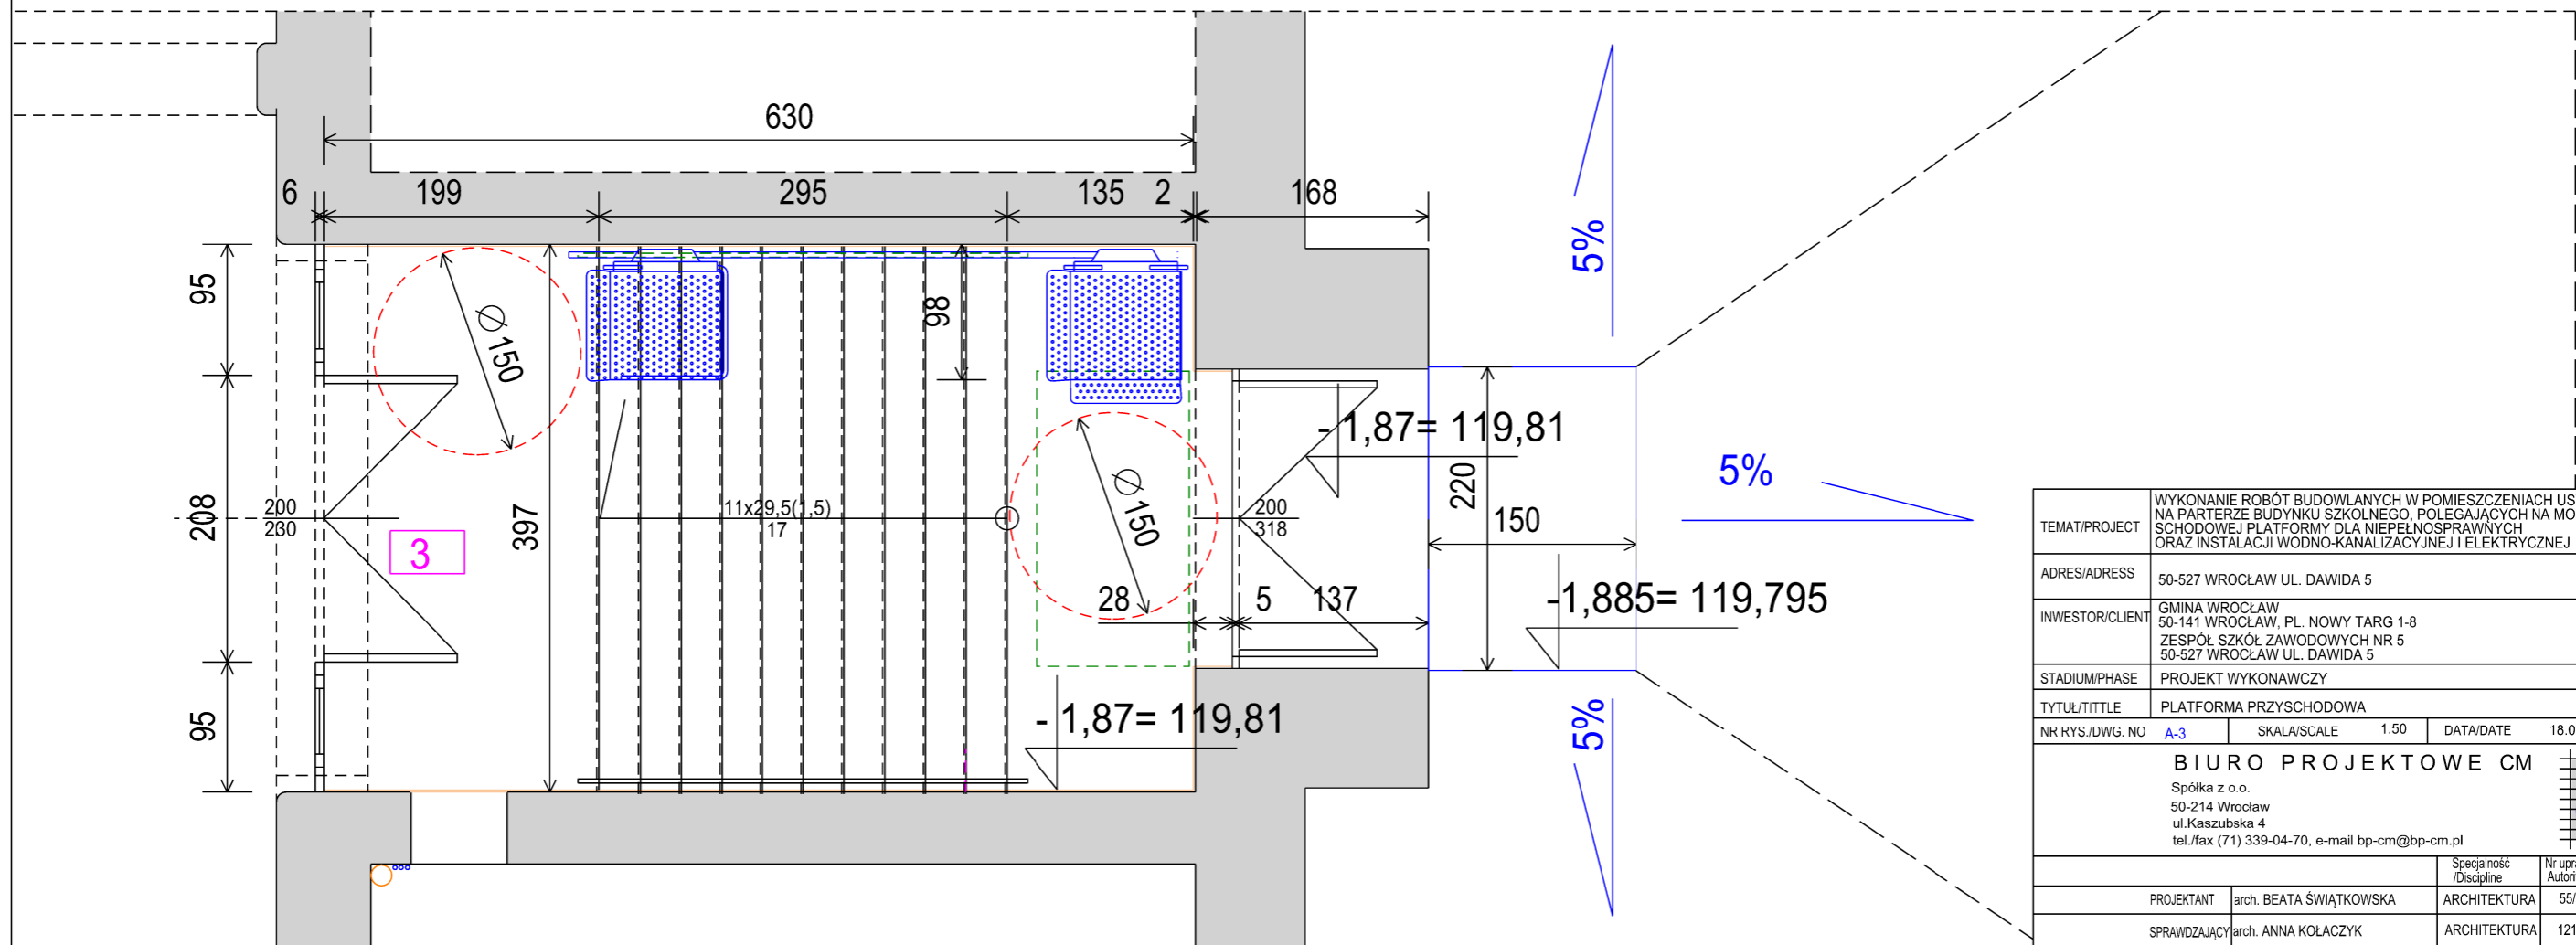 630
6 199 295 135 2 168
95
Ø 150
98
5%
- 1,87= 119,81
208
200
230
397
3
11x29,5(1,5)
17
Ø 150
200
318
220
150
5%
28 5 137
-1,885= 119,795
95
- 1,87= 119,81
5%
TEMAT/PROJECT
WYKONANIE ROBÓT BUDOWLANYCH W POMIESZCZENIACH
NA PARTERZE BUDYNKU SZKOLNEGO, POLEGAJĄCYCH NA
SCHODOWEJ PLATFORMY DLA NIEPEŁNOSPRAWNYCH
ORAZ INSTALACJI WODNO-KANALIZACYJNEJ I ELEKTRYCZNEJ
ADRES/ADRESS 50-527 WROCŁAW UL. DAWIDA 5
INWESTOR/CLIENT
GMINA WROCŁAW
50-141 WROCŁAW, PL. NOWY TARG 1-8
ZESPÓŁ SZKÓŁ ZAWODOWYCH NR 5
50-527 WROCŁAW UL. DAWIDA 5
STADIUM/PHASE PROJEKT WYKONAWCZY
TYTUŁ/TITTLE PLATFORMA PRZYSCHODOWA
NR RYS./DWG. NO A-3 SKALA/SCALE 1:50 DATA/DATE 18.0
BIURO PROJEKTOWE CM
Spółka z o.o.
50-214 Wrocław
ul.Kaszubska 4
tel./fax (71) 339-04-70, e-mail bp-cm@bp-cm.pl
Specjalność Nr
/Discipline
PROJEKTANT arch. BEATA ŚWIĄTKOWSKA ARCHITEKTURA 55/
SPRAWDZAJĄCY arch. ANNA KOŁACZYK ARCHITEKTURA 121